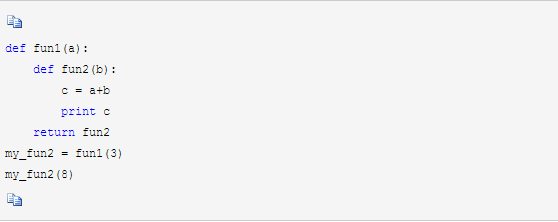 def fun1(a):
    def fun2(b):
        c = a+b
        print c
    return fun2
my_fun2 = fun1(3)
my_fun2(8)